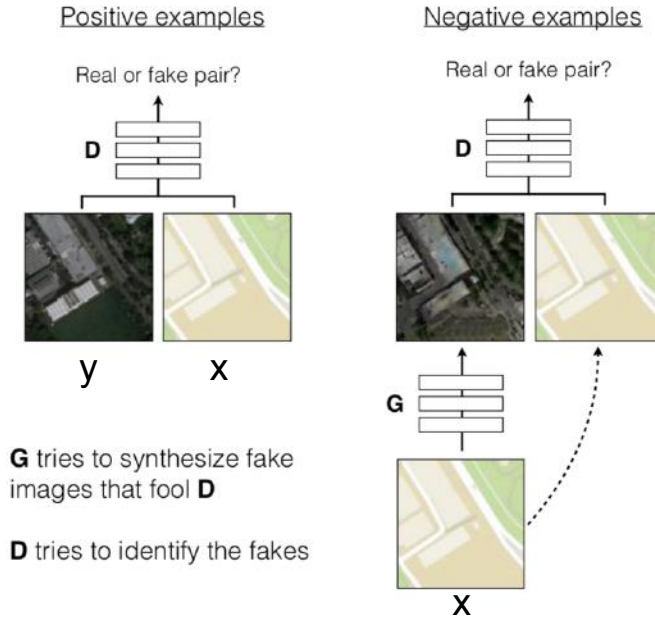 Positive examples
Real or fake pair?
D
y
x
G tries to synthesize fake
images that fool D
D tries to identify the fakes
Negative examples
Real or fake pair?
D
G
x